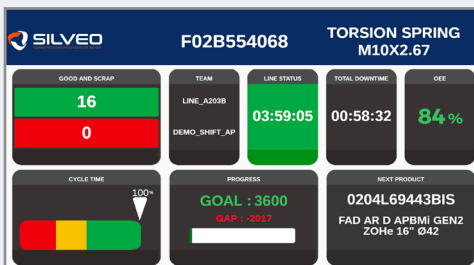 SILVEO
F02B554068
TORSION SPRING
M10X2.67
GOOD AND SCRAP
16
0
TEAM
LINE_A203B
DEMO_SHIFT_AP
LINE STATUS
03:59:05
TOTAL DOWNTIME
00:58:32
OEE
84 %
CYCLE TIME
100%
PROGRESS
GOAL : 3600
GAP : -2017
NEXT PRODUCT
0204L69443BIS
FAD AR D APBMi GEN2
ZOHe 16" Ø42